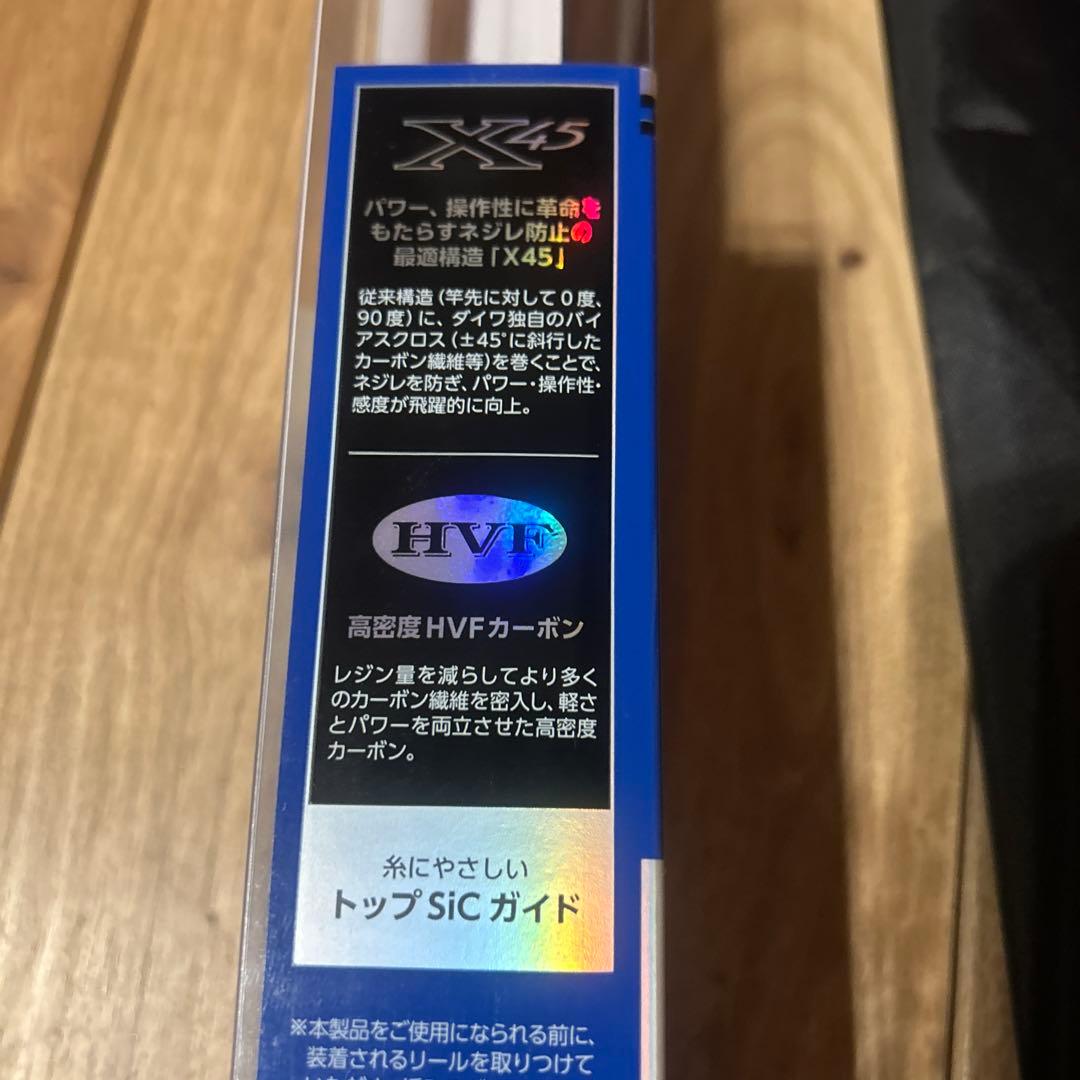 X45
パワー、操作性に革命を
もたらすネジレ防止の
最適構造「X45」
従来構造（竿先に対して0度、
90度）に、ダイワ独自のバイ
アスクロス（±45°に斜行した
カーボン繊維等）を巻くことで、
ネジレを防ぎ、パワー・操作性・
感度が飛躍的に向上。
HVF
高密度HVFカーボン
レジン量を減らしてより多く
のカーボン繊維を密入し、軽さ
とパワーを両立させた高密度
カーボン。
糸にやさしい
トップSiCガイド
※本製品をご使用になられる前に、
装着されるリールを取りつけて